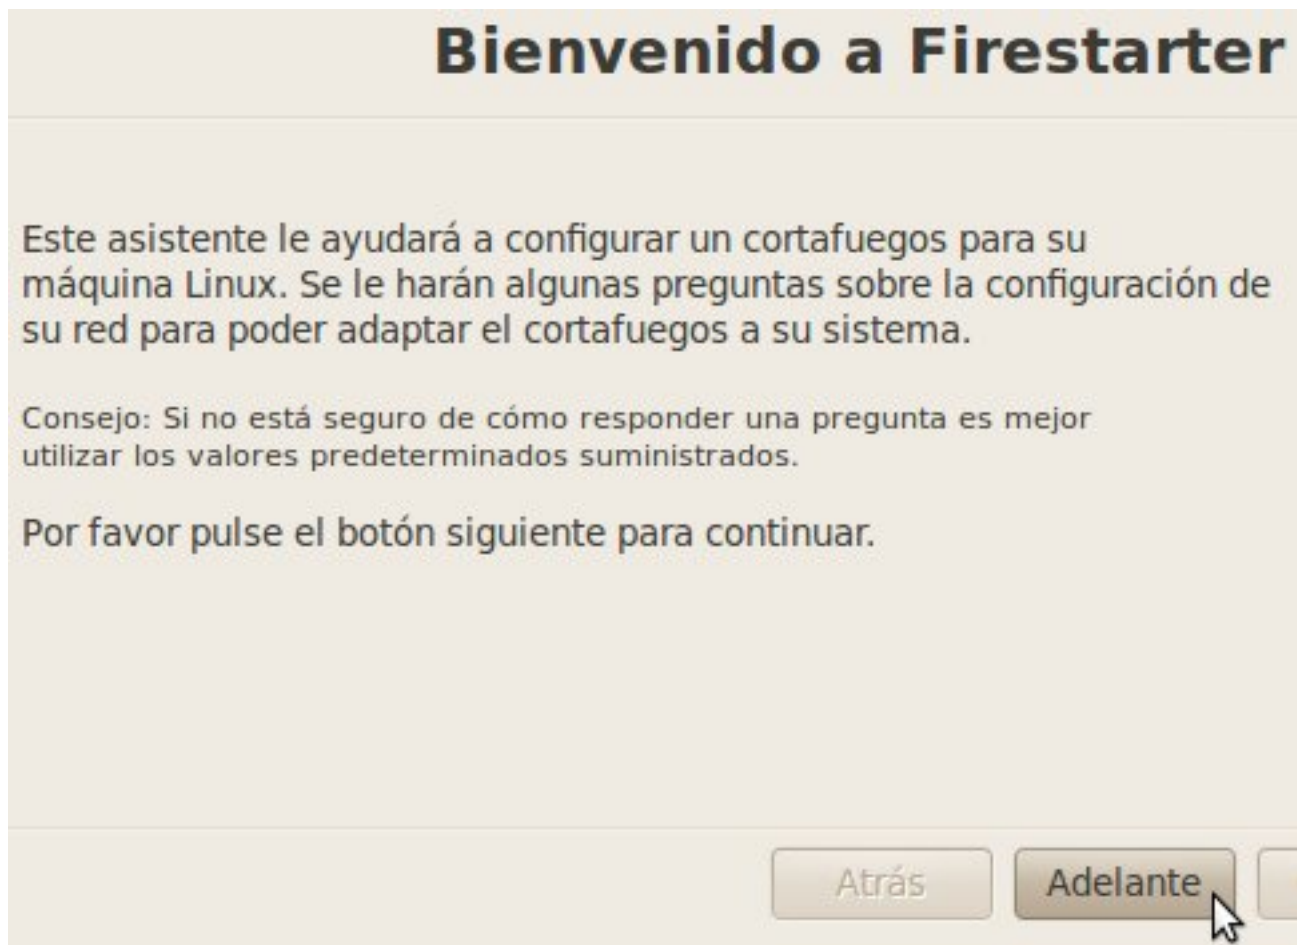 Bienvenido a Firestarter
Este asistente le ayudará a configurar un cortafuegos para su
máquina Linux. Se le harán algunas preguntas sobre la configuración de
su red para poder adaptar el cortafuegos a su sistema.
Consejo: Si no está seguro de cómo responder una pregunta es mejor
utilizar los valores predeterminados suministrados.
Por favor pulse el botón siguiente para continuar.
Atrás
Adelante